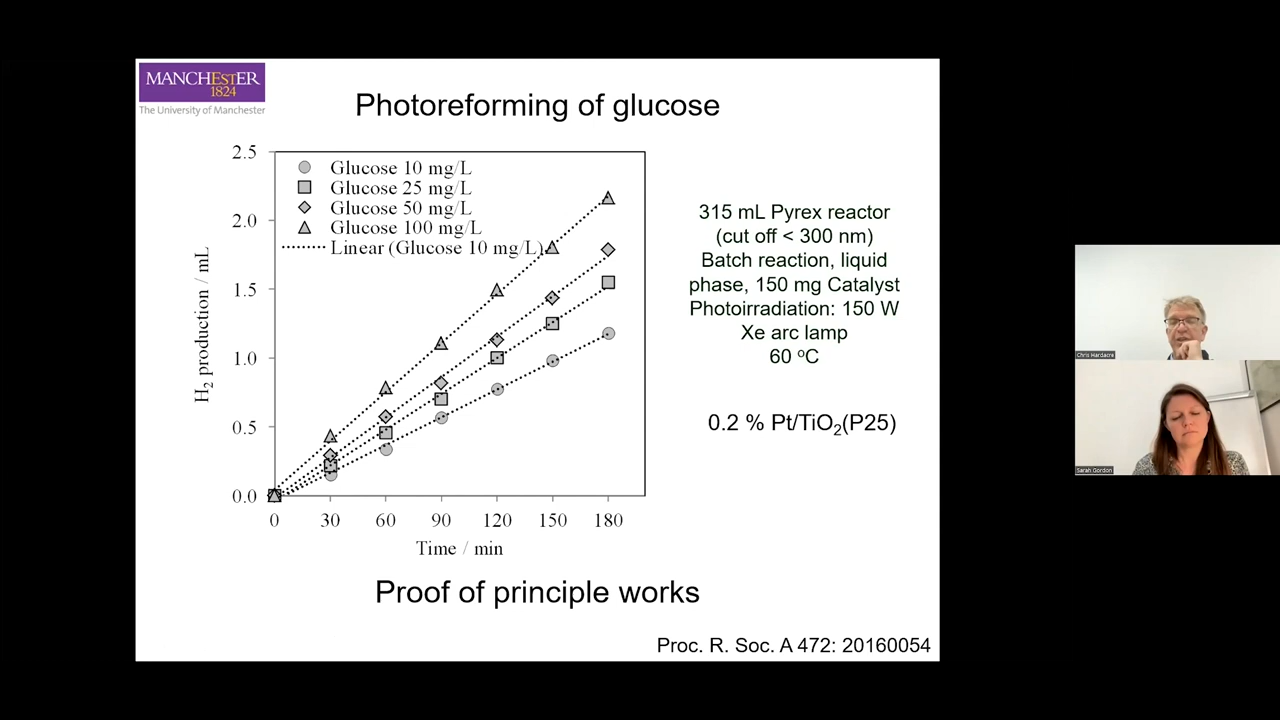 MANCHESTER
1824
The University of Manchester
Photoreforming of glucose
2.5
2.0
1.5
1.0
0.5
0.0
H2 production / mL
Glucose 10 mg/L
Glucose 25 mg/L
Glucose 50 mg/L
Glucose 100 mg/L
Linear (Glucose 10 mg/L)
0 30 60 90 120 150 180
Time / min
315 mL Pyrex reactor
(cut off < 300 nm)
Batch reaction, liquid
phase, 150 mg Catalyst
Photoirradiation: 150 W
Xe arc lamp
60 ºC
0.2 % Pt/TiO2(P25)
Proof of principle works
Proc. R. Soc. A 472: 20160054
Chris Hardacre
Sarah Gordon